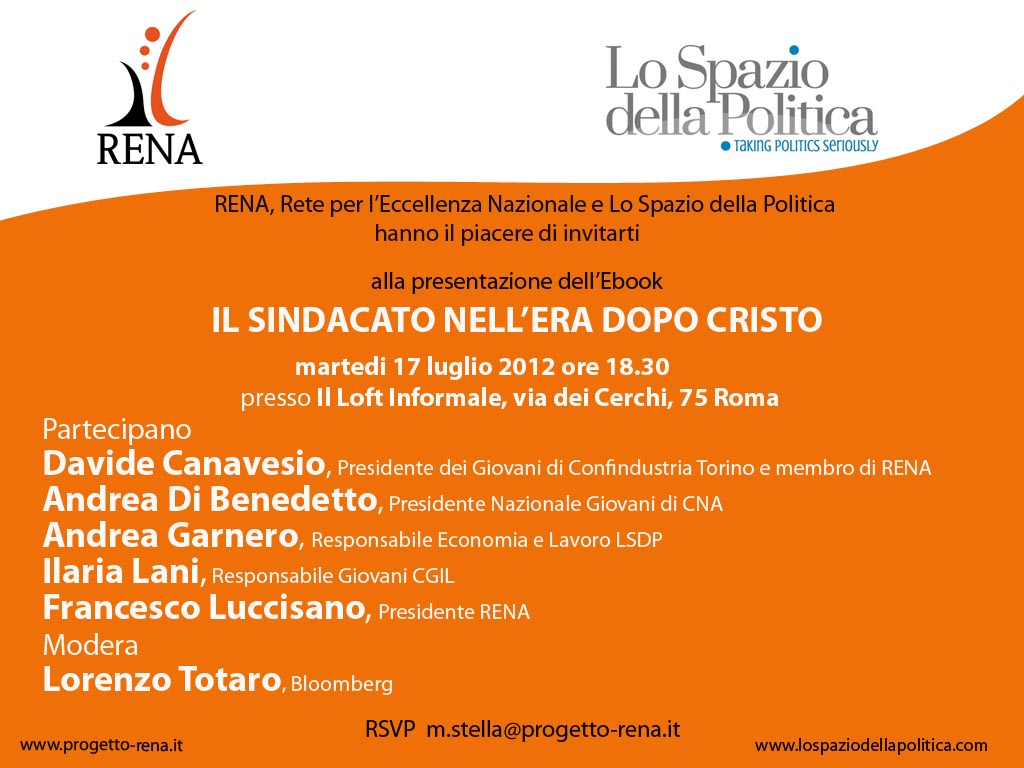 RENA
Lo Spazio
della Politica
TAKING POLITICS SERIOUSLY
RENA, Rete per l'Eccellenza Nazionale e Lo Spazio della Politica
hanno il piacere di invitarti
alla presentazione dell'Ebook
IL SINDACATO NELL'ERA DOPO CRISTO
martedi 17 luglio 2012 ore 18.30
presso Il Loft Informale, via dei Cerchi, 75 Roma
Partecipano
Davide Canavesio, Presidente dei Giovani di Confindustria Torino e membro di RENA
Andrea Di Benedetto, Presidente Nazionale Giovani di CNA
Andrea Garnero, Responsabile Economia e Lavoro LSDP
Ilaria Lani, Responsabile Giovani CGIL
Francesco Luccisano, Presidente RENA
Modera
Lorenzo Totaro, Bloomberg
RSVP m.stella@progetto-rena.it
www.progetto-rena.it
www.lospaziodellapolitica.com